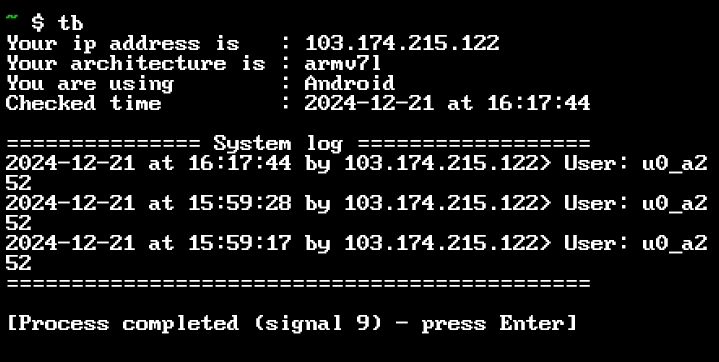 ~ $ tb
Your ip address is   : 103.174.215.122
Your architecture is : armv7l
You are using        : Android
Checked time         : 2024-12-21 at 16:17:44

=============== System log ==================
2024-12-21 at 16:17:44 by 103.174.215.122> User: u0_a2
52
2024-12-21 at 15:59:28 by 103.174.215.122> User: u0_a2
52
2024-12-21 at 15:59:17 by 103.174.215.122> User: u0_a2
52
=============================================

[Process completed (signal 9) - press Enter]